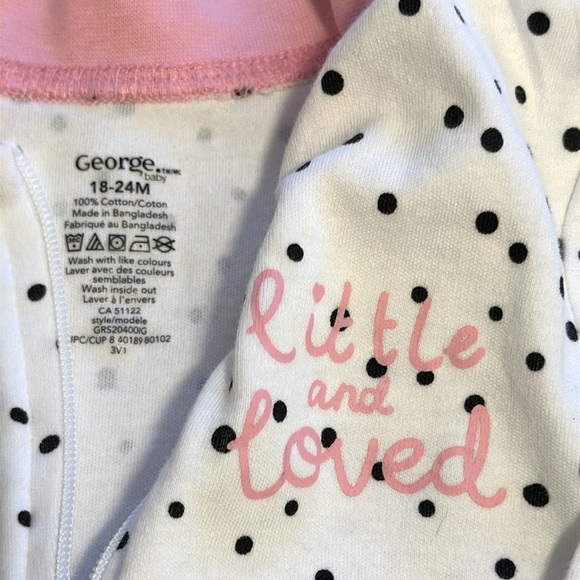 George
baby
18-24M
100% Cotton/Coton
Made in Bangladesh
Fabriqué au Bangladesh
Wash with like colours
Laver avec des couleurs
semblables
Wash inside out
Laver à l'envers
CA 51122
style/modèle
GRS20400IG
JPC/CUP 8 40189 80102
3V1
little
and
loved